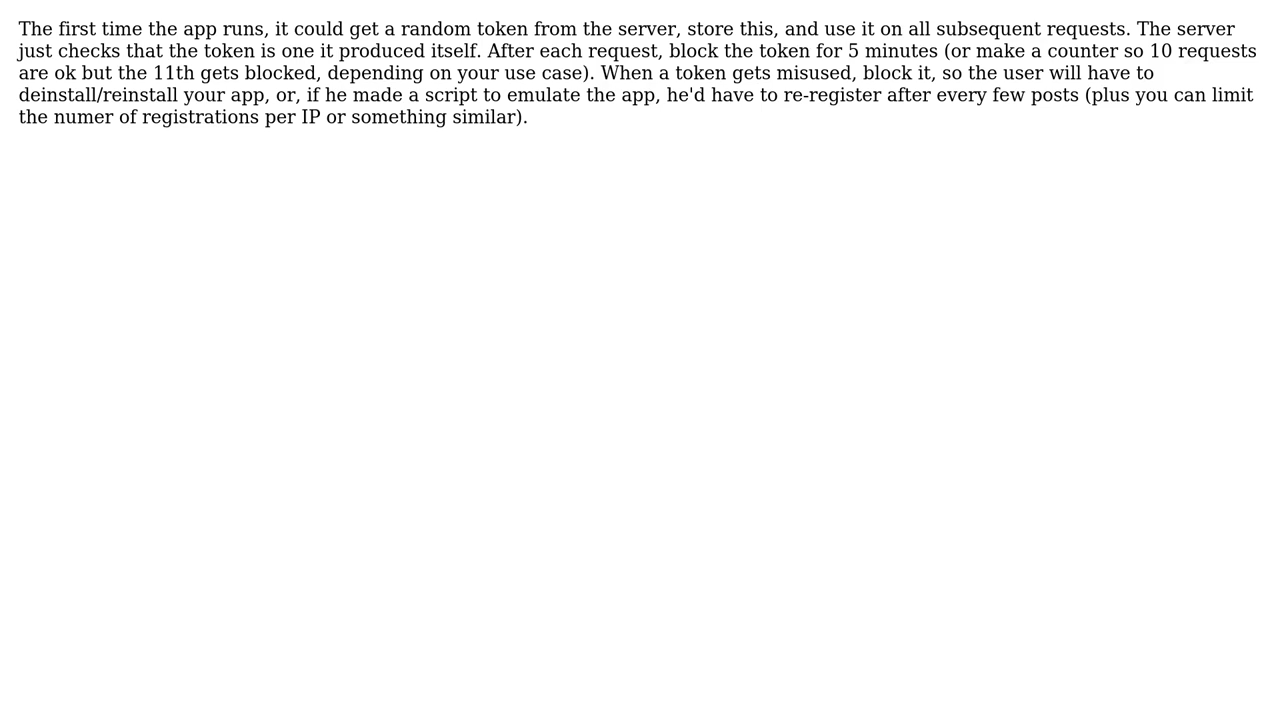 The first time the app runs, it could get a random token from the server, store this, and use it on all subsequent requests. The server
just checks that the token is one it produced itself. After each request, block the token for 5 minutes (or make a counter so 10 requests
are ok but the 11th gets blocked, depending on your use case). When a token gets misused, block it, so the user will have to
deinstall/reinstall your app, or, if he made a script to emulate the app, he'd have to re-register after every few posts (plus you can limit
the numer of registrations per IP or something similar).